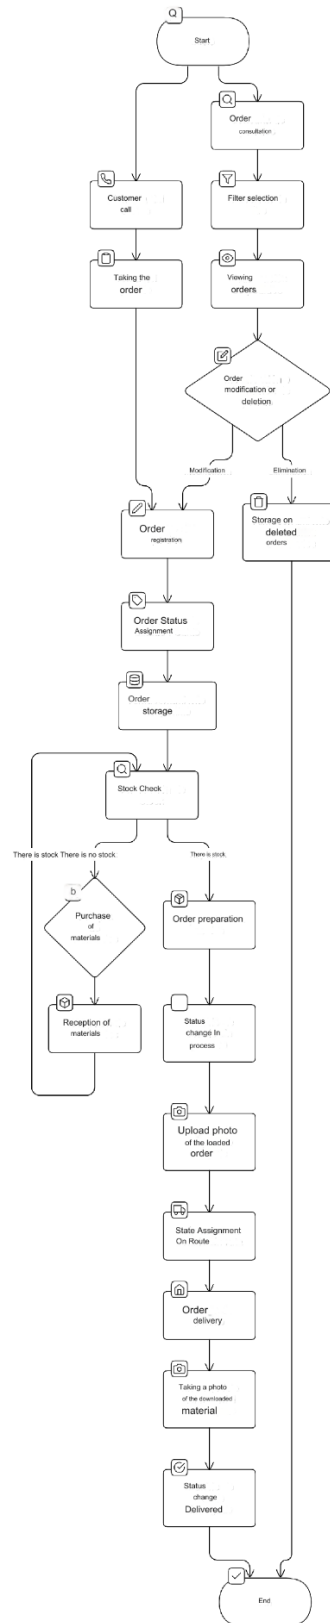 Start
Order
consultation
Customer
call
Filter selection
Taking the
order
Viewing
orders
Order
modification or
deletion
Modification
Elimination
Order
registration
Storage on
deleted
orders
Order Status
Assignment
Order
storage
Stock Check
There is stock There is no stock
There is stock
b
Purchase
of
materials
Order preparation
Reception of
materials
Status
change In
process
Upload photo
of the loaded
order
State Assignment
On Route
Order
delivery
Taking a photo
of the downloaded
material
Status
change
Delivered
End